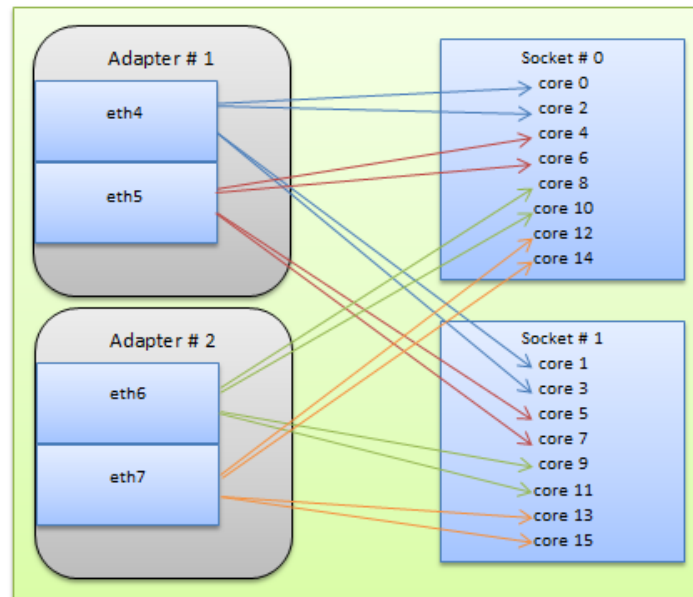 Adapter # 1
eth4
eth5
Adapter # 2
eth6
eth7
Socket # 0
core 0
core 2
core 4
core 6
core 8
core 10
core 12
core 14
Socket # 1
core 1
core 3
core 5
core 7
core 9
core 11
core 13
core 15